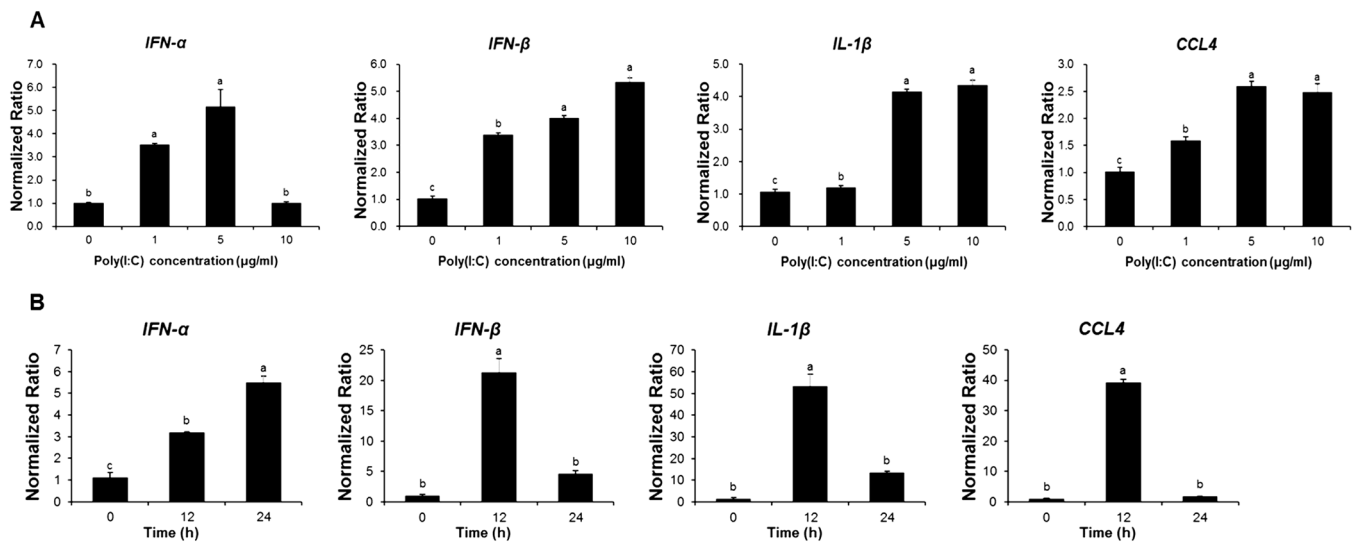 A
IFN-α
Normalized Ratio
7.0
6.0
5.0
4.0
3.0
2.0
1.0
0.0
b
a
a
b
0 1 5 10
Poly(I:C) concentration (µg/ml)
IFN-β
Normalized Ratio
6.0
5.0
4.0
3.0
2.0
1.0
0.0
c
b
a
a
0 1 5 10
Poly(I:C) concentration (µg/ml)
IL-1β
Normalized Ratio
5.0
4.0
3.0
2.0
1.0
0.0
c
b
a
a
0 1 5 10
Poly(I:C) concentration (µg/ml)
CCL4
Normalized Ratio
3.0
2.5
2.0
1.5
1.0
0.5
0.0
c
b
a
a
0 1 5 10
Poly(I:C) concentration (µg/ml)
B
IFN-α
Normalized Ratio
7
6
5
4
3
2
1
0
c
b
a
0 12 24
Time (h)
IFN-β
Normalized Ratio
25
20
15
10
5
0
b
a
b
0 12 24
Time (h)
IL-1β
Normalized Ratio
70
60
50
40
30
20
10
0
b
a
b
0 12 24
Time (h)
CCL4
Normalized Ratio
50
40
30
20
10
0
b
a
b
0 12 24
Time (h)